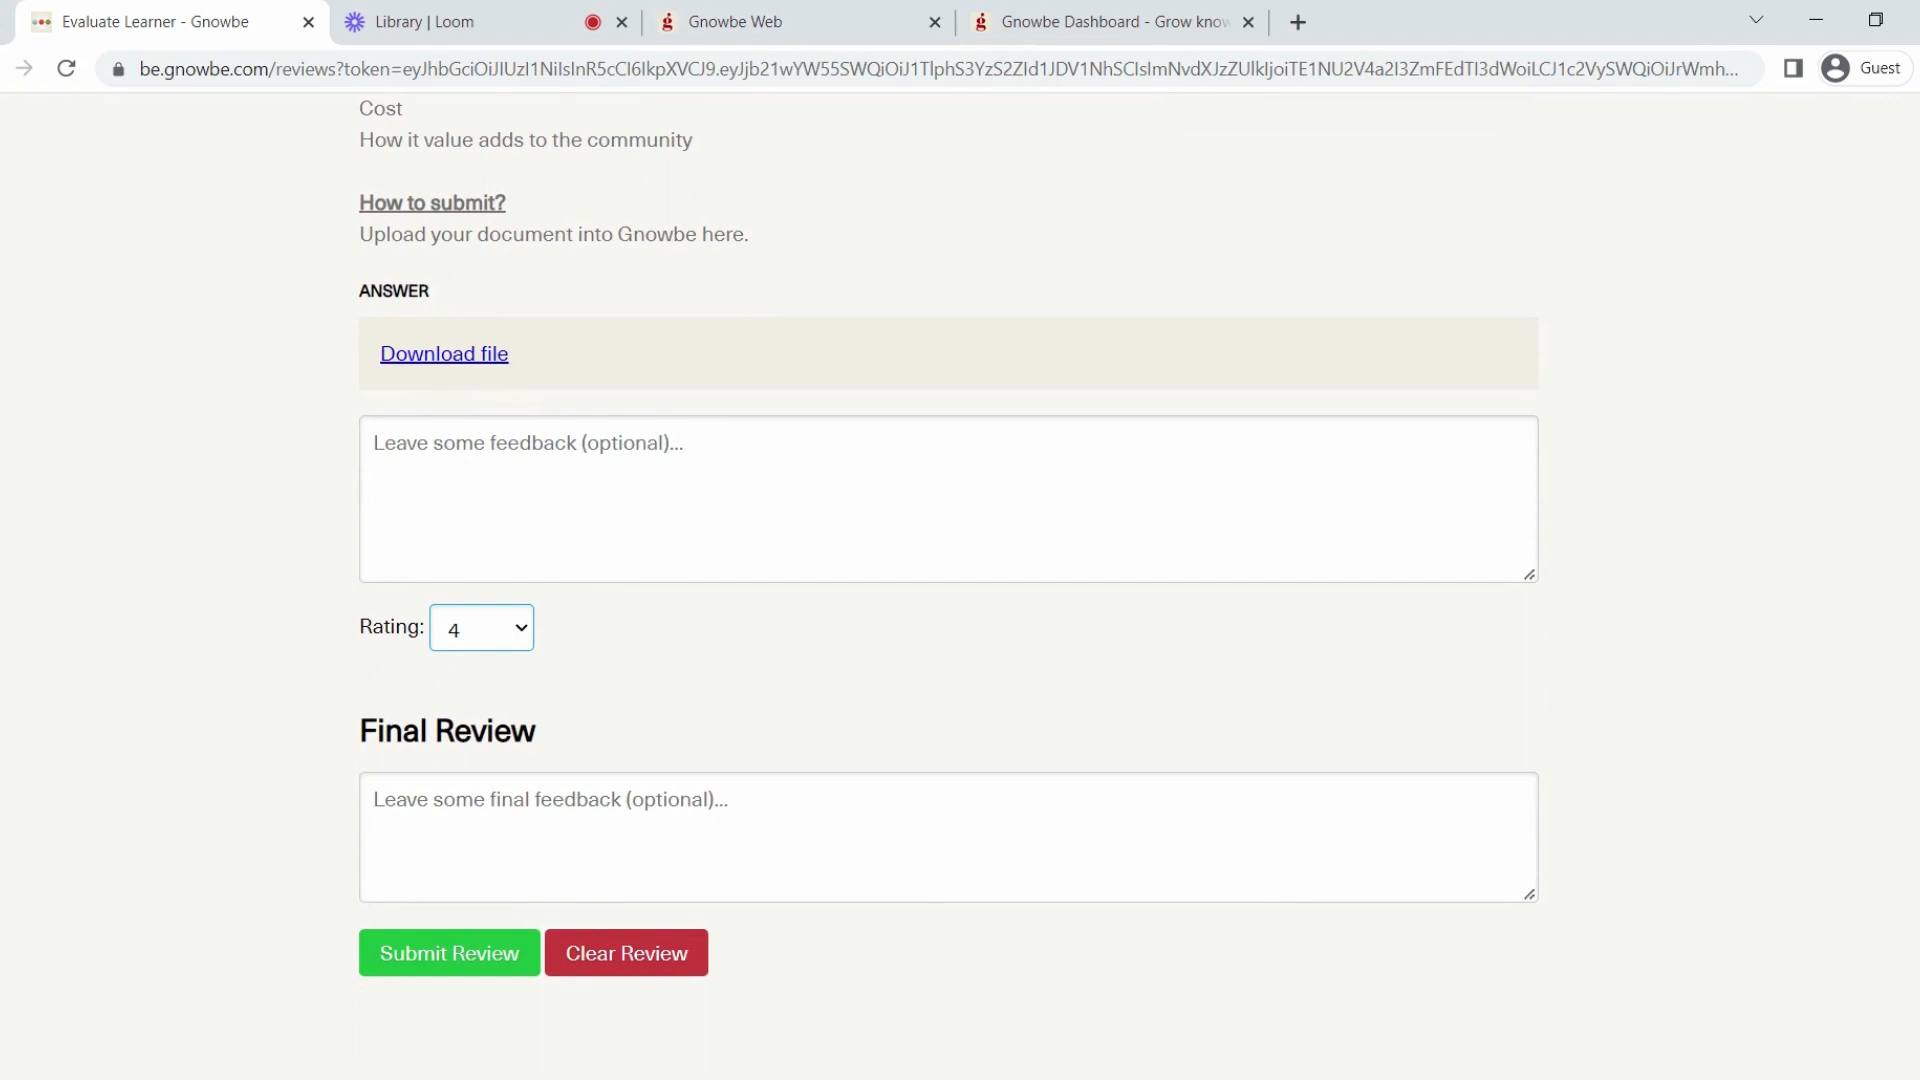 Evaluate Learner - Gnowbe
Library | Loom
Gnowbe Web
Gnowbe Dashboard - Grow know
be.gnowbe.com/reviews?token=eyJhbGciOiJIUzI1NiIsInR5cCI6IkpXVCJ9.eyJjb21wYW55SWQiOiJ1TlphS3YzS2ZId1JDV1NhSCIsImNvdXJzZUlkIjoiTE1NU2V4a2I3ZmFEdTI3dWoiLCJ1c2VySWQiOiJrWmh...
Guest
Cost
How it value adds to the community
How to submit?
Upload your document into Gnowbe here.
ANSWER
Download file
Leave some feedback (optional)...
Rating: 4
Final Review
Leave some final feedback (optional)...
Submit Review
Clear Review